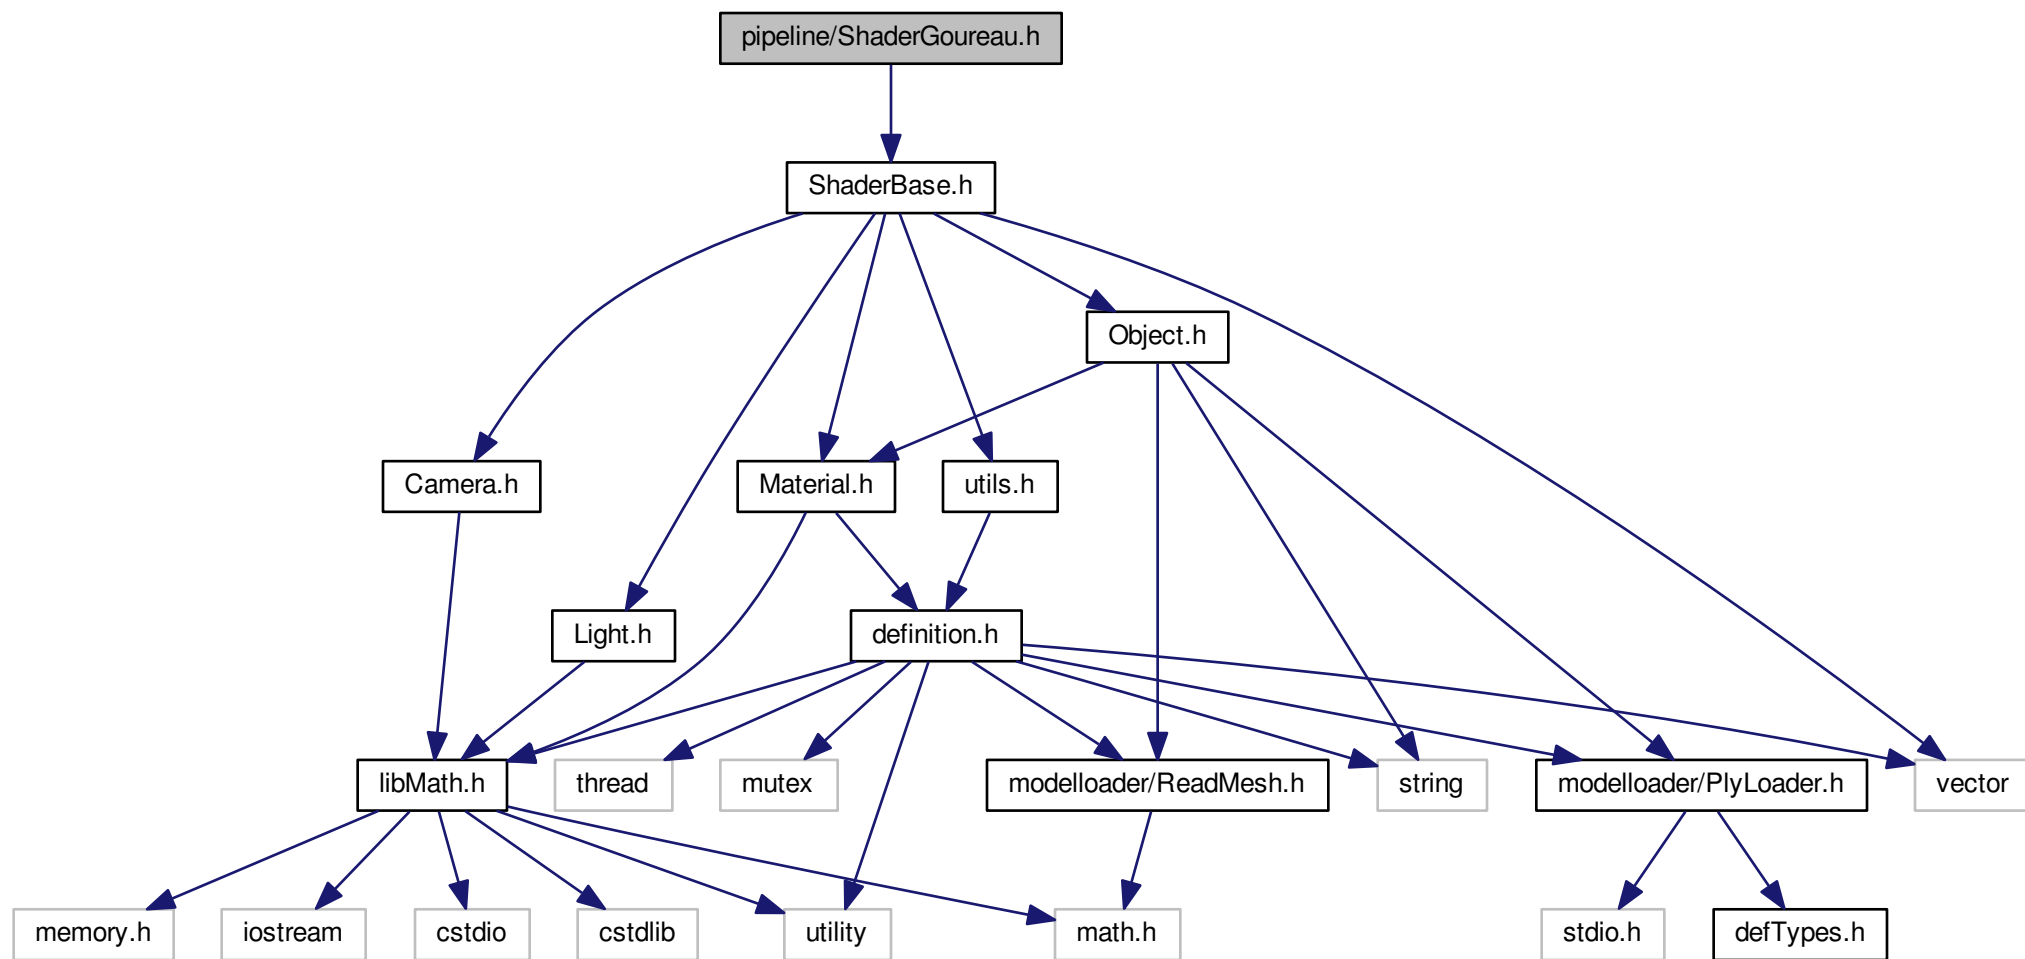 pipeline/ShaderGoureau.h
ShaderBase.h
Object.h
Camera.h
Material.h
utils.h
Light.h
definition.h
libMath.h
thread
mutex
modelloader/ReadMesh.h
string
modelloader/PlyLoader.h
vector
memory.h
iostream
cstdio
cstdlib
utility
math.h
stdio.h
defTypes.h